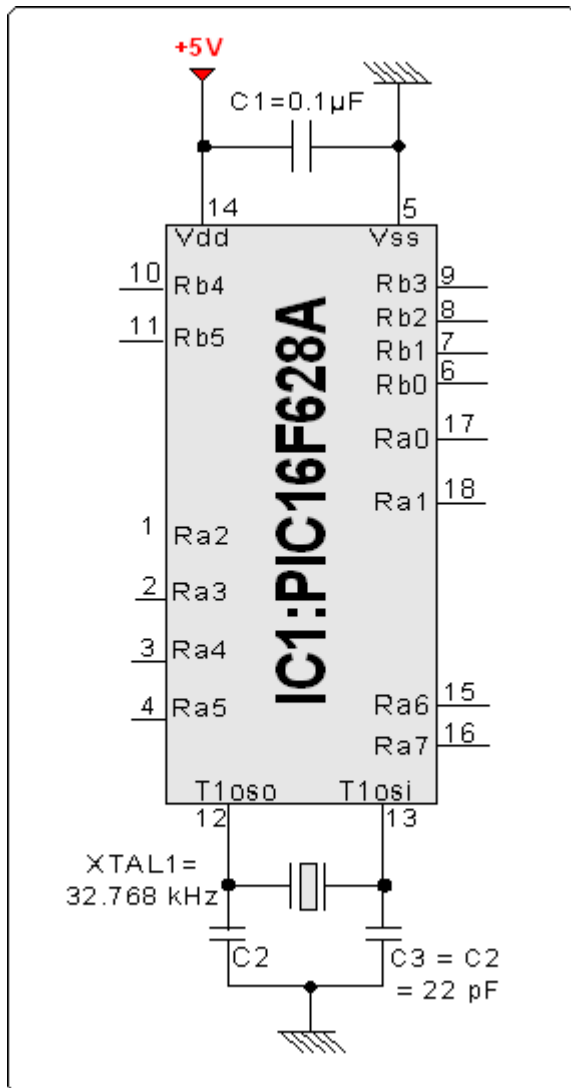 +5V
C1=0.1µF
14
5
Vdd
Vss
10
Rb4
Rb3
9
11
Rb5
Rb2
8
Rb1
7
Rb0
6
Ra0
17
Ra1
18
1
Ra2
2
Ra3
3
Ra4
4
Ra5
IC1:PIC16F628A
Ra6
15
Ra7
16
T1oso
T1osi
12
13
XTAL1=
32.768 kHz
C2
C3 = C2
= 22 pF